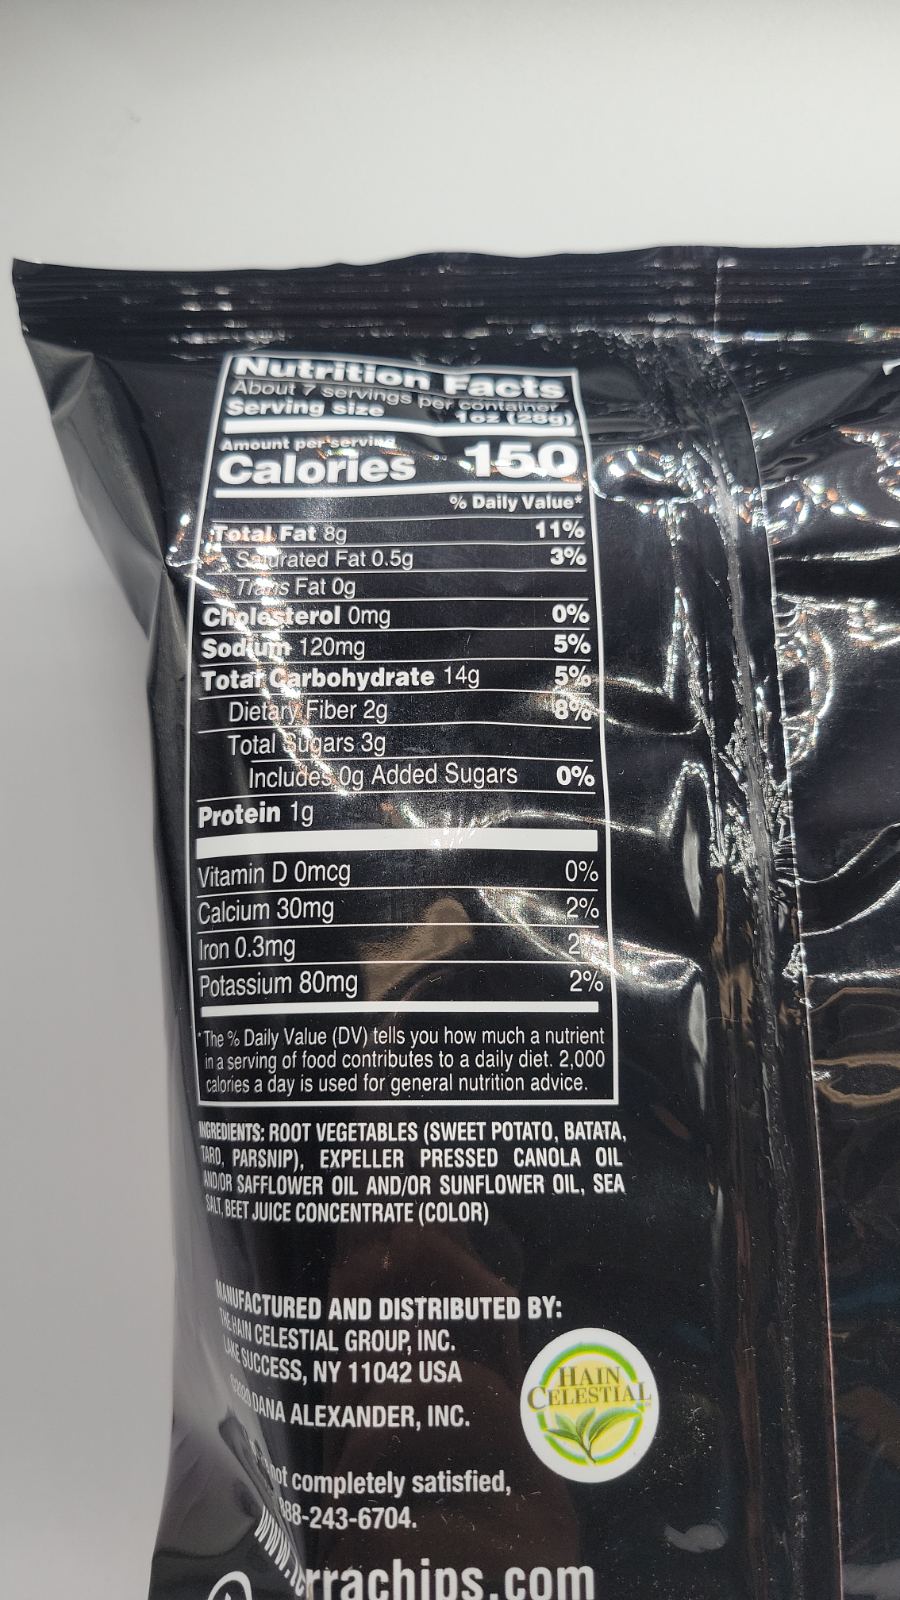 Nutrition Facts
About 7 servings per container
Serving size 1oz (28g)
Amount per serving
Calories 150
% Daily Value*
Total Fat 8g 11%
Saturated Fat 0.5g 3%
Trans Fat 0g
Cholesterol 0mg 0%
Sodium 120mg 5%
Total Carbohydrate 14g 5%
Dietary Fiber 2g 8%
Total Sugars 3g
Includes 0g Added Sugars 0%
Protein 1g
Vitamin D 0mcg 0%
Calcium 30mg 2%
Iron 0.3mg
Potassium 80mg 2%
*The % Daily Value (DV) tells you how much a nutrient
in a serving of food contributes to a daily diet. 2,000
calories a day is used for general nutrition advice.
INGREDIENTS: ROOT VEGETABLES (SWEET POTATO, BATATA,
TARO, PARSNIP), EXPELLER PRESSED CANOLA OIL
AND/OR SAFFLOWER OIL AND/OR SUNFLOWER OIL, SEA
SALT, BEET JUICE CONCENTRATE (COLOR)
MANUFACTURED AND DISTRIBUTED BY:
THE HAIN CELESTIAL GROUP, INC.
LAKE SUCCESS, NY 11042 USA
©2020 DANA ALEXANDER, INC.
HAIN
CELESTIAL
not completely satisfied,
888-243-6704.
www.terrachips.com